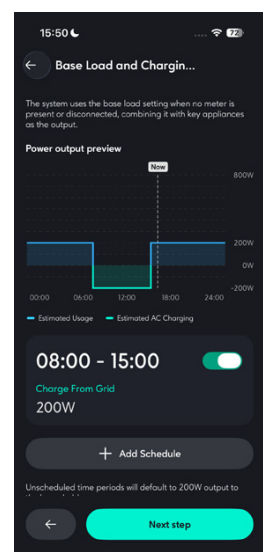 15:50
72
Base Load and Chargin...
The system uses the base load setting when no meter is
present or disconnected, combining it with key appliances
as the output.
Power output preview
Now
800W
200W
0W
-200W
00:00 06:00 12:00 18:00 24:00
Estimated Usage Estimated AC Charging
08:00 - 15:00
Charge From Grid
200W
+ Add Schedule
Unscheduled time periods will default to 200W output to
Next step